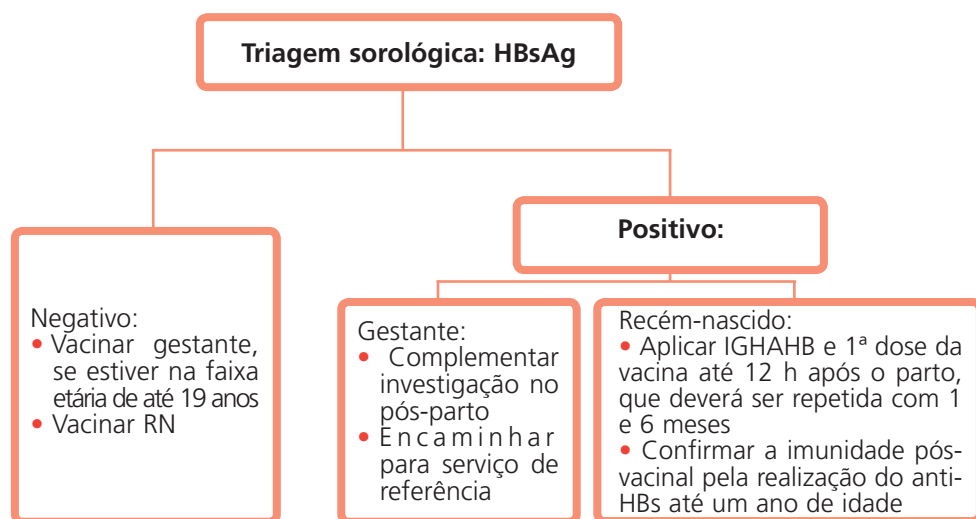 Triagem sorológica: HBsAg
Positivo:
Negativo:
• Vacinar gestante,
se estiver na faixa
etária de até 19 anos
• Vacinar RN
Gestante:
• Complementar
investigação no
pós-parto
• Encaminhar
para serviço de
referência
Recém-nascido:
• Aplicar IGHAHB e 1ª dose da
vacina até 12 h após o parto,
que deverá ser repetida com 1
e 6 meses
• Confirmar a imunidade pós-
vacinal pela realização do anti-
HBs até um ano de idade